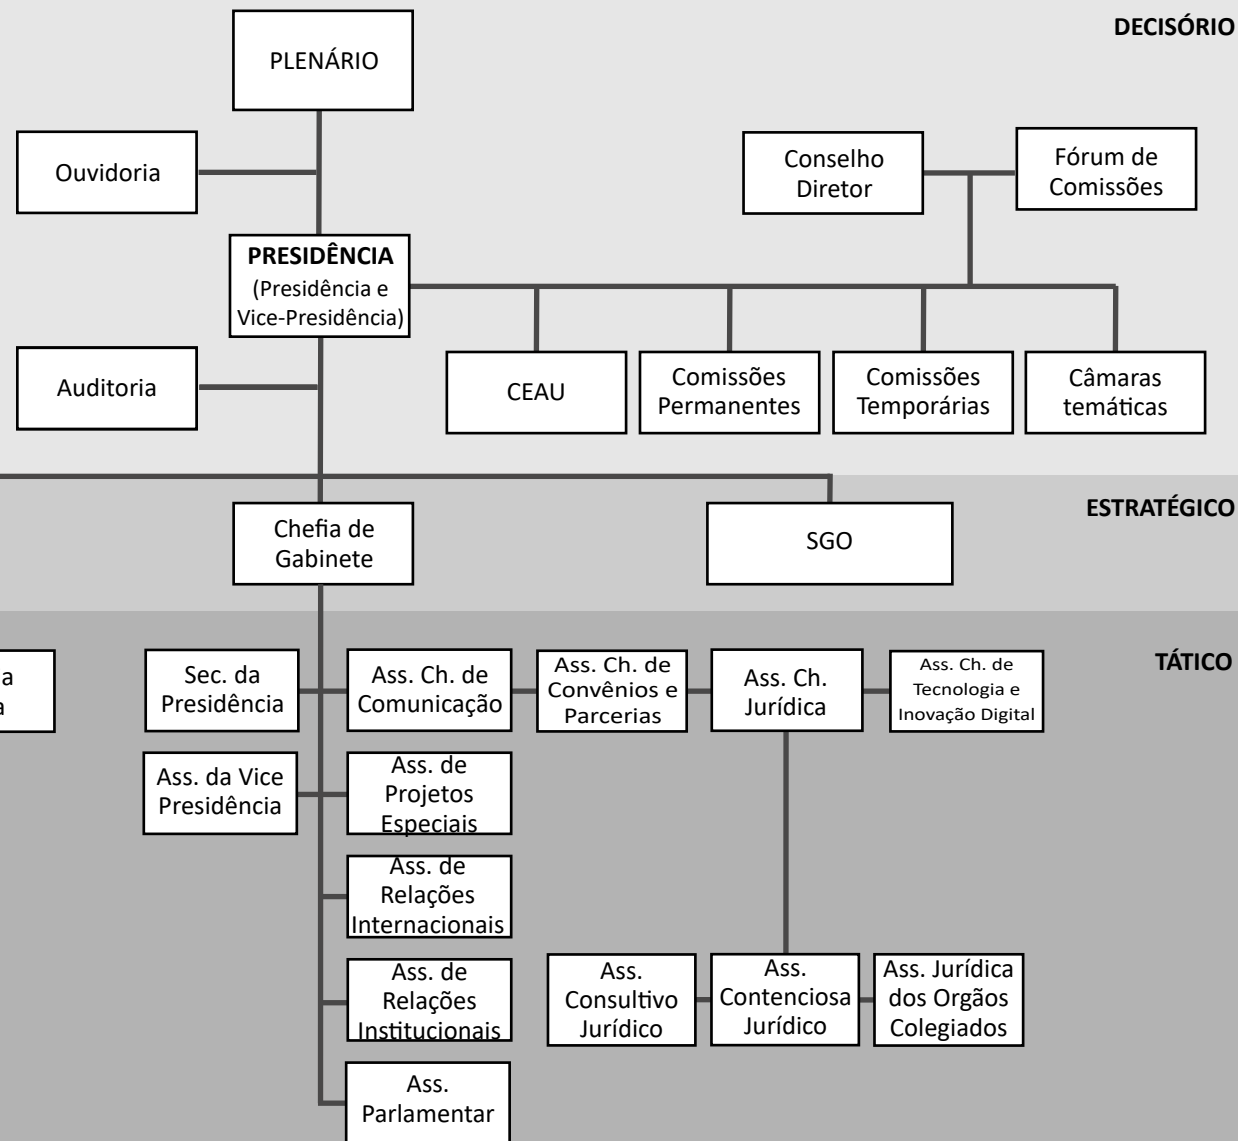 DECISÓRIO
PLENÁRIO
Ouvidoria
Conselho
Diretor
Fórum de
Comissões
PRESIDÊNCIA
(Presidência e
Vice-Presidência)
Auditoria
CEAU
Comissões
Permanentes
Comissões
Temporárias
Câmaras
temáticas
ESTRATÉGICO
Chefia de
Gabinete
SGO
TÁTICO
a
a
Sec. da
Presidência
Ass. Ch. de
Comunicação
Ass. Ch. de
Convênios e
Parcerias
Ass. Ch.
Jurídica
Ass. Ch. de
Tecnologia e
Inovação Digital
Ass. da Vice
Presidência
Ass. de
Projetos
Especiais
Ass. de
Relações
Internacionais
Ass. de
Relações
Institucionais
Ass.
Consultivo
Jurídico
Ass.
Contenciosa
Jurídico
Ass. Jurídica
dos Orgãos
Colegiados
Ass.
Parlamentar